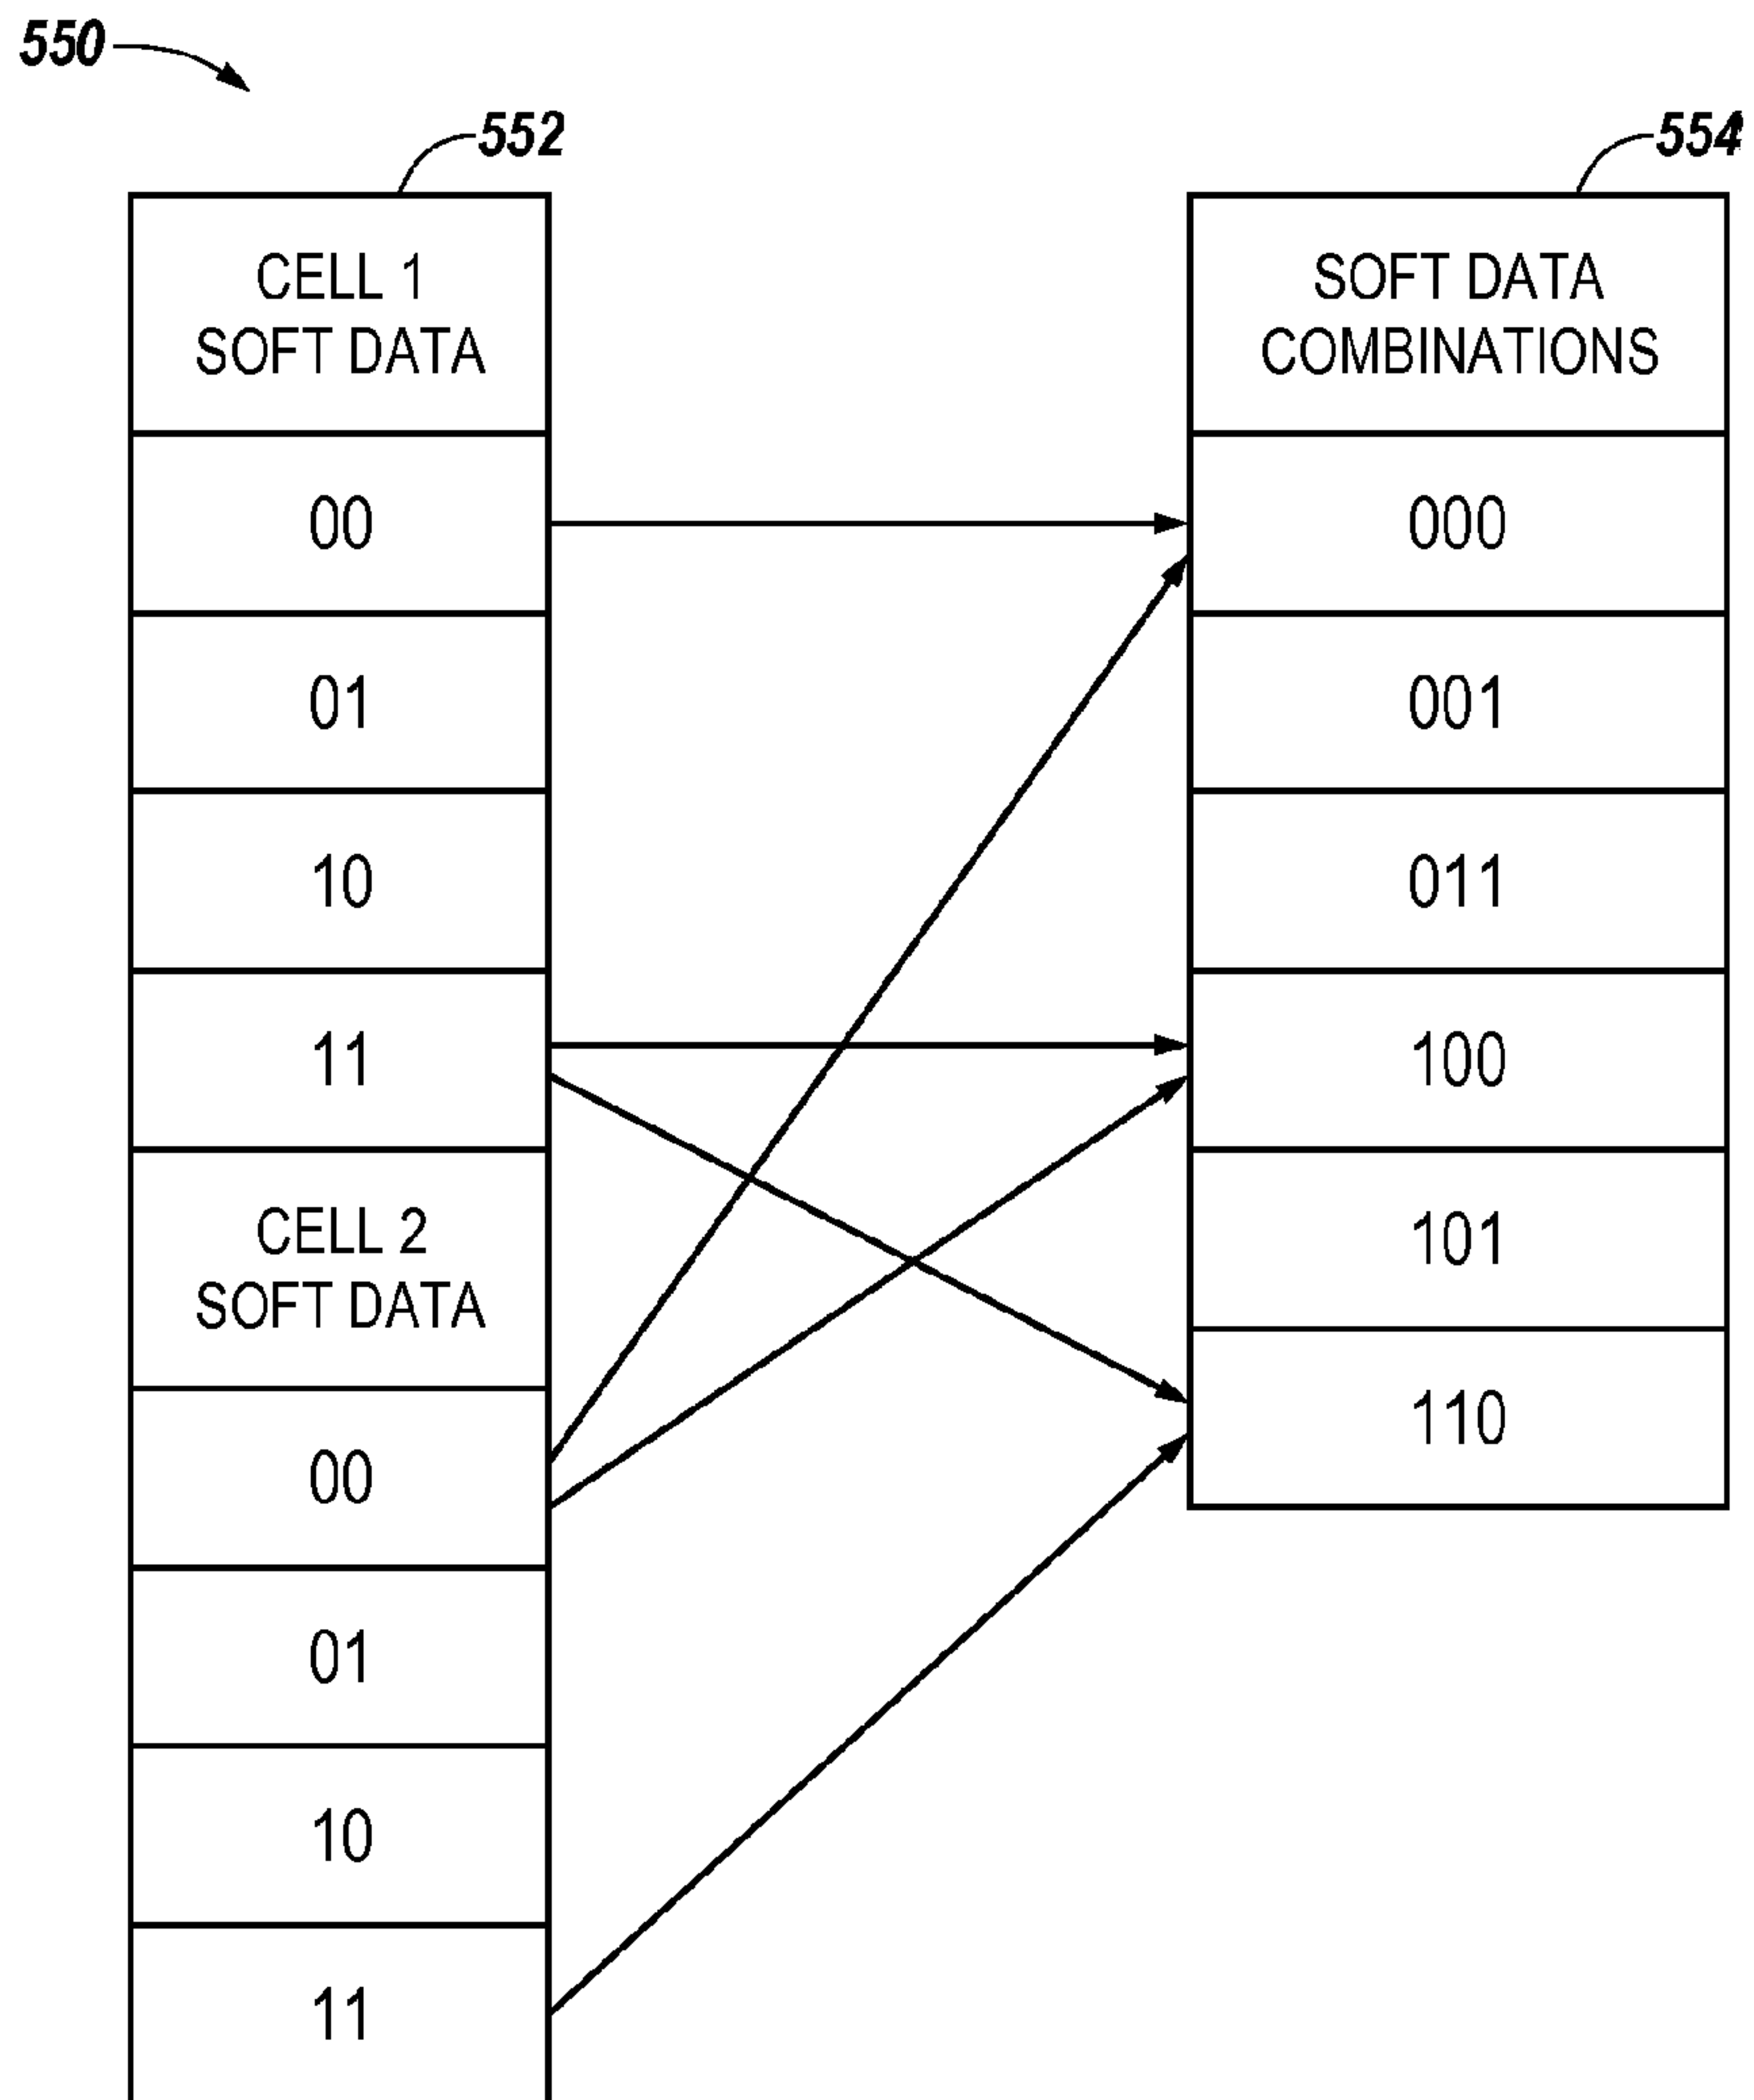 550
552
554
CELL 1
SOFT DATA
00
01
10
11
CELL 2
SOFT DATA
00
01
10
11
SOFT DATA
COMBINATIONS
000
001
011
100
101
110